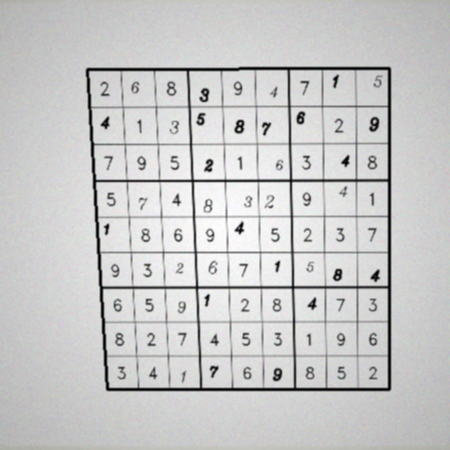 2 6 8 3 9 4 7 1 5
4 1 3 5 8 7 6 2 9
7 9 5 2 1 6 3 4 8
5 7 4 8 3 2 9 4 1
1 8 6 9 4 5 2 3 7
9 3 2 6 7 1 5 8 4
6 5 9 1 2 8 4 7 3
8 2 7 4 5 3 1 9 6
3 4 1 7 6 9 8 5 2